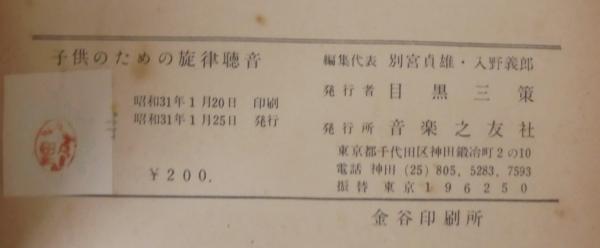 子供のための旋律聴音
昭和31年1月20日 印刷
昭和31年1月25日 発行
￥200.
編集代表 別宮貞雄・入野義郎
発行者 目黒三策
発行所 音楽之友社
東京都千代田区神田鍛冶町2の10
電話 神田 (25) 805, 5283, 7593
振替 東京196250
金谷印刷所